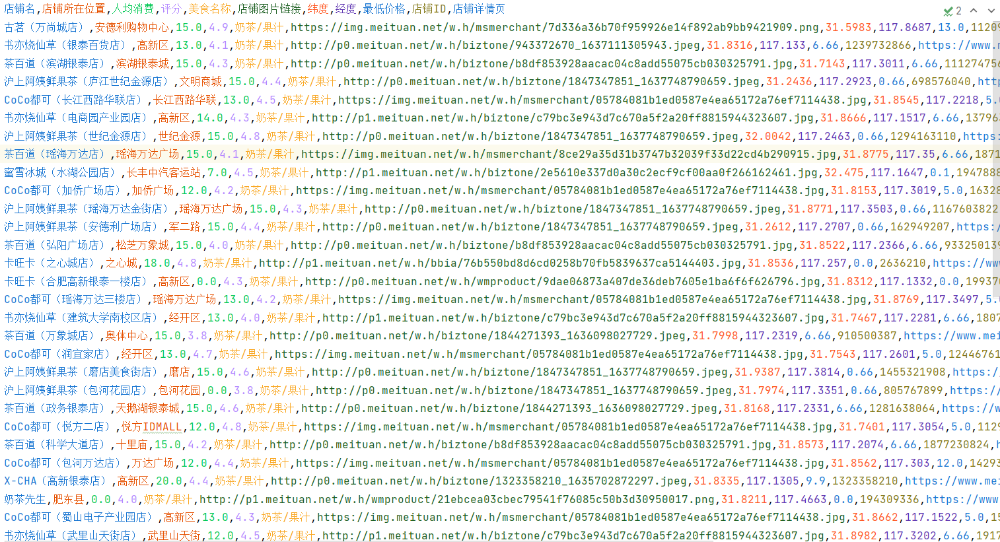 店铺名,店铺所在位置,人均消费,评分,美食名称,店铺图片链接,纬度,经度,最低价格,店铺ID,店铺详情页
2
古茗（万尚城店）,安德利购物中心,15.0,4.9,奶茶/果汁,https://img.meituan.net/w.h/msmerchant/7d336a36b70f959926e14f892ab9bb9421909.png,31.5983,117.8687,13.0,11209
书亦烧仙草（银泰百货店）,高新区,13.0,4.1,奶茶/果汁,http://p0.meituan.net/w.h/biztone/943372670_1637111305943.jpeg,31.8316,117.133,6.66,1239732866,https://www.m
茶百道（滨湖银泰店）,滨湖银泰城,15.0,4.3,奶茶/果汁,http://p0.meituan.net/w.h/biztone/b8df853928aacac04c8add55075cb030325791.jpg,31.7143,117.3011,6.66,111274756
沪上阿姨鲜果茶（庐江世纪金源店）,文明商城,15.0,4.4,奶茶/果汁,http://p0.meituan.net/w.h/biztone/1847347851_1637748790659.jpeg,31.2436,117.2923,0.66,698576040,http
CoCo都可（长江西路华联店）,长江西路华联,13.0,4.5,奶茶/果汁,https://img.meituan.net/w.h/msmerchant/05784081b1ed0587e4ea65172a76ef7114438.jpg,31.8545,117.2218,5.0
书亦烧仙草（电商园产业园店）,高新区,14.0,4.3,奶茶/果汁,http://p1.meituan.net/w.h/biztone/c79bc3e943d7c670a5f2a20ff8815944323607.jpg,31.8666,117.1517,6.66,13796
沪上阿姨鲜果茶（世纪金源店）,世纪金源,15.0,4.8,奶茶/果汁,http://p0.meituan.net/w.h/biztone/1847347851_1637748790659.jpeg,32.0042,117.2463,0.66,1294163110,https:
茶百道（瑶海万达店）,瑶海万达广场,15.0,4.1,奶茶/果汁,https://img.meituan.net/w.h/msmerchant/8ce29a35d31b3747b32039f33d22cd4b290915.jpg,31.8775,117.35,6.66,1871
蜜雪冰城（水湖公园店）,长丰中汽客运站,7.0,4.5,奶茶/果汁,http://p1.meituan.net/w.h/biztone/2e5610e337d0a30c2ecf9cf00aa0f266162461.jpg,32.475,117.1647,0.1,1947888
CoCo都可（加侨广场店）,加侨广场,12.0,4.2,奶茶/果汁,https://img.meituan.net/w.h/msmerchant/05784081b1ed0587e4ea65172a76ef7114438.jpg,31.8153,117.3019,5.0,16328
沪上阿姨鲜果茶（瑶海万达金街店）,瑶海万达广场,15.0,4.3,奶茶/果汁,http://p0.meituan.net/w.h/biztone/1847347851_1637748790659.jpeg,31.8771,117.3503,0.66,1167603822
沪上阿姨鲜果茶（安德利广场店）,军二路,15.0,4.4,奶茶/果汁,http://p0.meituan.net/w.h/biztone/1847347851_1637748790659.jpeg,31.2612,117.2707,0.66,162949207,https:/
茶百道（弘阳广场店）,松芝万象城,15.0,4.0,奶茶/果汁,http://p0.meituan.net/w.h/biztone/b8df853928aacac04c8add55075cb030325791.jpg,31.8522,117.2366,6.66,933250139
卡旺卡（之心城店）,之心城,18.0,4.8,奶茶/果汁,http://p1.meituan.net/w.h/bbia/76b550bd8d6cd0258b70fb5839637ca5144403.jpg,31.8536,117.257,0.0,2636210,https://ww
卡旺卡（合肥高新银泰一楼店）,高新区,0.0,4.3,奶茶/果汁,http://p0.meituan.net/w.h/wmproduct/9dae06873a407de36deb7605e1ba6f6f626796.jpg,31.8312,117.1332,0.0,19937
CoCo都可（瑶海万达三楼店）,瑶海万达广场,13.0,4.2,奶茶/果汁,https://img.meituan.net/w.h/msmerchant/05784081b1ed0587e4ea65172a76ef7114438.jpg,31.8769,117.3497,5.0
书亦烧仙草（建筑大学南校区店）,经开区,13.0,4.0,奶茶/果汁,http://p1.meituan.net/w.h/biztone/c79bc3e943d7c670a5f2a20ff8815944323607.jpg,31.7467,117.2281,6.66,1807
茶百道（万象城店）,奥体中心,15.0,3.8,奶茶/果汁,http://p0.meituan.net/w.h/biztone/1844271393_1636098027729.jpg,31.7998,117.2319,6.66,910500387,https://www.mei
CoCo都可（润宜家店）,经开区,13.0,4.7,奶茶/果汁,https://img.meituan.net/w.h/msmerchant/05784081b1ed0587e4ea65172a76ef7114438.jpg,31.7543,117.2601,5.0,12446761
沪上阿姨鲜果茶（磨店美食街店）,磨店,15.0,4.6,奶茶/果汁,http://p0.meituan.net/w.h/biztone/1847347851_1637748790659.jpeg,31.9387,117.3814,0.66,1455321908,https:/
沪上阿姨鲜果茶（包河花园店）,包河花园,0.0,3.8,奶茶/果汁,http://p0.meituan.net/w.h/biztone/1847347851_1637748790659.jpeg,31.7974,117.3351,0.66,805767899,https://
茶百道（政务银泰店）,天鹅湖银泰城,15.0,4.6,奶茶/果汁,http://p0.meituan.net/w.h/biztone/1844271393_1636098027729.jpg,31.8168,117.2331,6.66,1281638064,https://w
CoCo都可（悦方二店）,悦方IDMALL,12.0,4.8,奶茶/果汁,https://img.meituan.net/w.h/msmerchant/05784081b1ed0587e4ea65172a76ef7114438.jpg,31.7401,117.3054,5.0,1129
茶百道（科学大道店）,十里庙,15.0,4.2,奶茶/果汁,http://p0.meituan.net/w.h/biztone/b8df853928aacac04c8add55075cb030325791.jpg,31.8573,117.2074,6.66,1877230824,h
CoCo都可（包河万达店）,万达广场,12.0,4.4,奶茶/果汁,https://img.meituan.net/w.h/msmerchant/05784081b1ed0587e4ea65172a76ef7114438.jpg,31.8562,117.303,12.0,14293
X-CHA（高新银泰店）,高新区,20.0,4.4,奶茶/果汁,http://p0.meituan.net/w.h/biztone/1323358210_1635702872297.jpg,31.8335,117.1305,9.9,1323358210,https://www.mei
奶茶先生,肥东县,0.0,4.0,奶茶/果汁,http://p1.meituan.net/w.h/wmproduct/21ebcea03cbec79541f76085c50b3d30950017.png,31.8211,117.4663,0.0,194309336,https://www
CoCo都可（蜀山电子产业园店）,高新区,13.0,4.3,奶茶/果汁,https://img.meituan.net/w.h/msmerchant/05784081b1ed0587e4ea65172a76ef7114438.jpg,31.8662,117.1522,5.0,15
书亦烧仙草（武里山天街店）,武里山天街,12.0,4.5,奶茶/果汁,http://p1.meituan.net/w.h/biztone/c79bc3e943d7c670a5f2a20ff8815944323607.jpg,31.8982,117.3202,6.66,1917